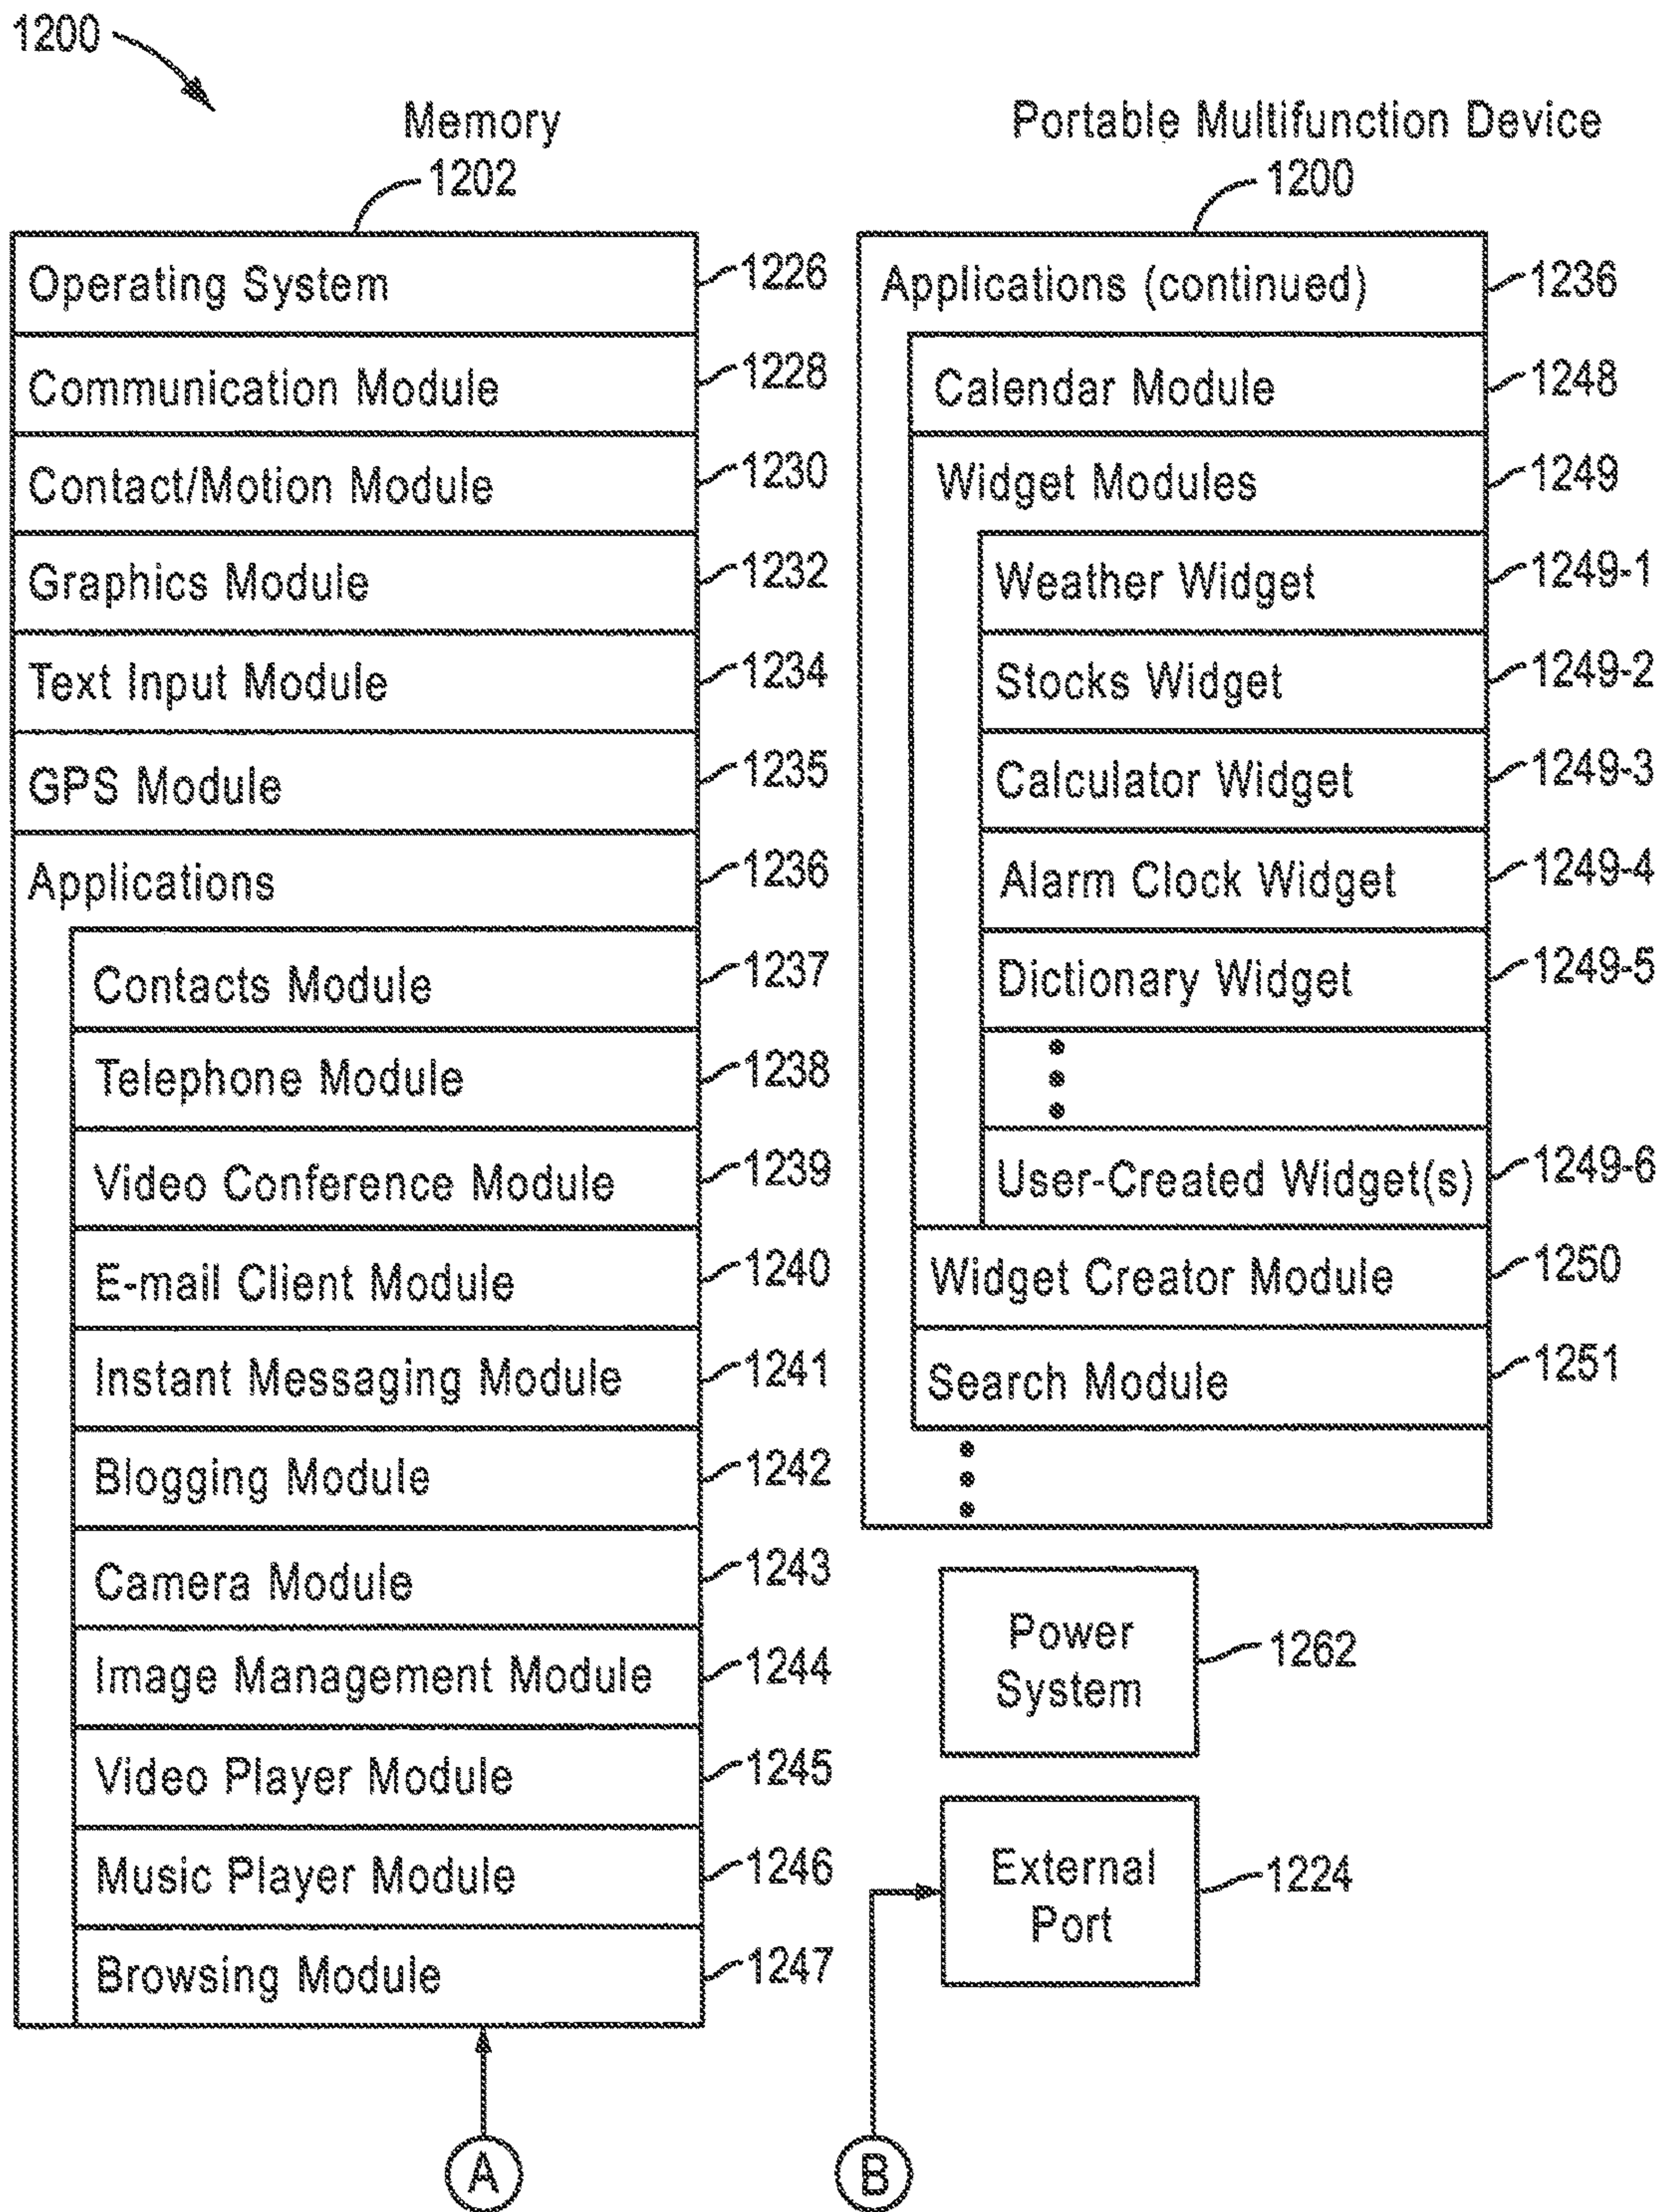 1200
Memory
1202
Operating System 1226
Communication Module 1228
Contact/Motion Module 1230
Graphics Module 1232
Text Input Module 1234
GPS Module 1235
Applications 1236
Contacts Module 1237
Telephone Module 1238
Video Conference Module 1239
E-mail Client Module 1240
Instant Messaging Module 1241
Blogging Module 1242
Camera Module 1243
Image Management Module 1244
Video Player Module 1245
Music Player Module 1246
Browsing Module 1247
A
Portable Multifunction Device
1200
Applications (continued) 1236
Calendar Module 1248
Widget Modules 1249
Weather Widget 1249-1
Stocks Widget 1249-2
Calculator Widget 1249-3
Alarm Clock Widget 1249-4
Dictionary Widget 1249-5
User-Created Widget(s) 1249-6
Widget Creator Module 1250
Search Module 1251
Power
System
1262
External
Port
1224
B